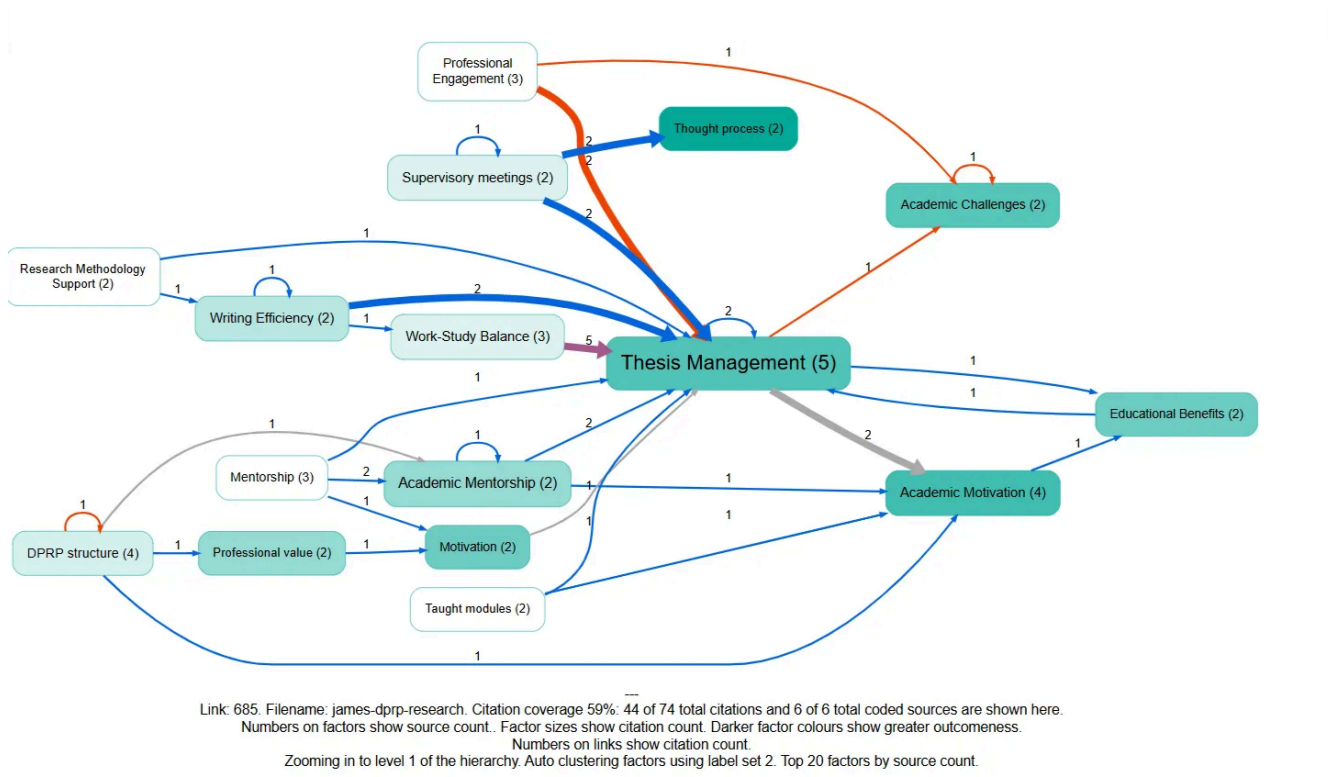 1
Professional
Engagement (3)
Thought process (2)
2
2
1
Supervisory meetings (2)
1
Academic Challenges (2)
2
1
Research Methodology
Support (2)
1
1
1
Writing Efficiency (2)
2
1
Work-Study Balance (3)
5
2
Thesis Management (5)
1
1
1
Educational Benefits (2)
2
1
2
1
1
Mentorship (3)
2
Academic Mentorship (2)
1
1
1
Academic Motivation (4)
1
1
1
1
DPRP structure (4)
1
Professional value (2)
1
Motivation (2)
Taught modules (2)
1
---
Link: 685. Filename: james-dprp-research. Citation coverage 59%: 44 of 74 total citations and 6 of 6 total coded sources are shown here.
Numbers on factors show source count.. Factor sizes show citation count. Darker factor colours show greater outcomeness.
Numbers on links show citation count.
Zooming in to level 1 of the hierarchy. Auto clustering factors using label set 2. Top 20 factors by source count.